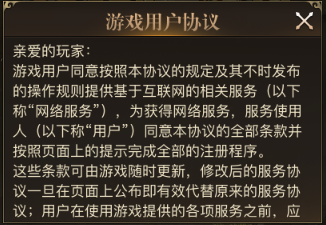 游戏用户协议
亲爱的玩家：
游戏用户同意按照本协议的规定及其不时发布
的操作规则提供基于互联网的相关服务（以下
称“网络服务”），为获得网络服务，服务使用
人（以下称“用户”）同意本协议的全部条款并
按照页面上的提示完成全部的注册程序。
这些条款可由游戏随时更新，修改后的服务协
议一旦在页面上公布即有效代替原来的服务协
议；用户在使用游戏提供的各项服务之前，应